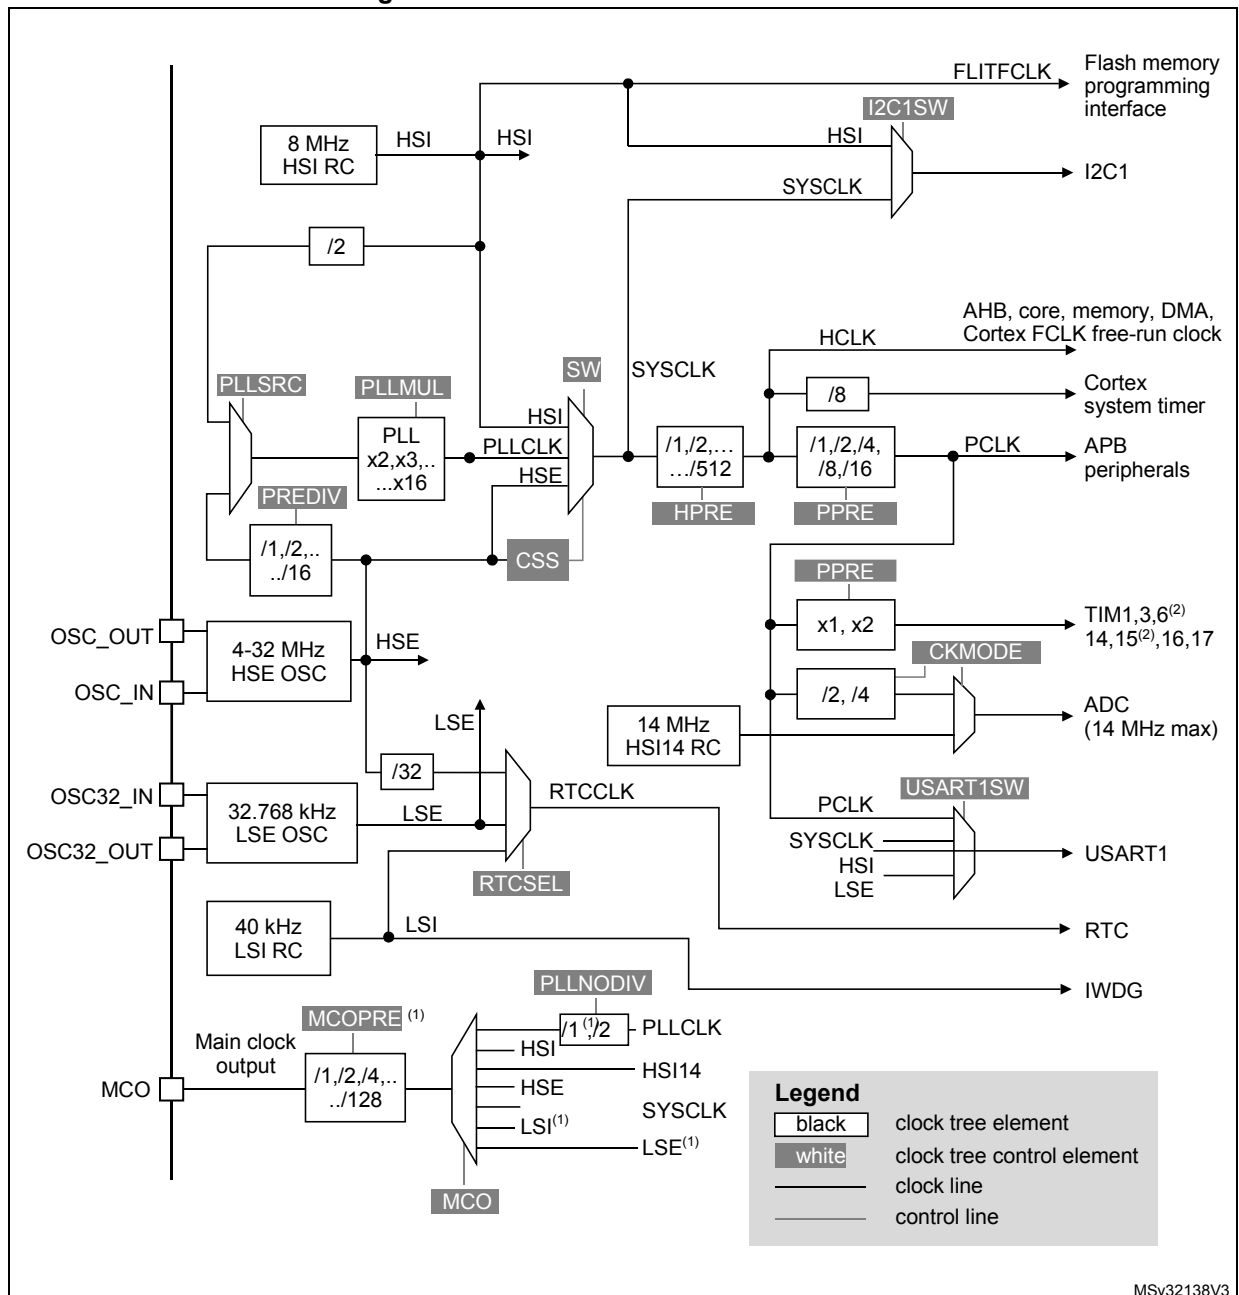 FLITFCLK
Flash memory
programming
interface
I2C1SW
8 MHz
HSI RC
HSI
HSI
HSI
I2C1
SYSCLK
/2
AHB, core, memory, DMA,
Cortex FCLK free-run clock
HCLK
PLLSRC
PLLMUL
SW
SYSCLK
/8
Cortex
system timer
HSI
PLL
x2,x3,..
...x16
PLLCLK
HSE
/1,/2,...
.../512
/1,/2,/4,
/8,/16
PCLK
APB
peripherals
PREDIV
HPRE
PPRE
/1,/2,..
../16
CSS
PPRE
OSC_OUT
4-32 MHz
HSE OSC
HSE
x1, x2
TIM1,3,6(2)
14,15(2),16,17
OSC_IN
CKMODE
/2, /4
ADC
(14 MHz max)
LSE
14 MHz
HSI14 RC
/32
OSC32_IN
32.768 kHz
LSE OSC
LSE
RTCCLK
USART1SW
PCLK
SYSCLK
HSI
LSE
USART1
OSC32_OUT
RTCSEL
40 kHz
LSI RC
LSI
RTC
IWDG
PLLNODIV
MCOPRE (1)
/1(1),/2
PLLCLK
Main clock
output
HSI
HSI14
MCO
/1,/2,/4,..
../128
HSE
SYSCLK
LSI(1)
LSE(1)
MCO
Legend
black
clock tree element
white
clock tree control element
clock line
control line
MSv32138V3